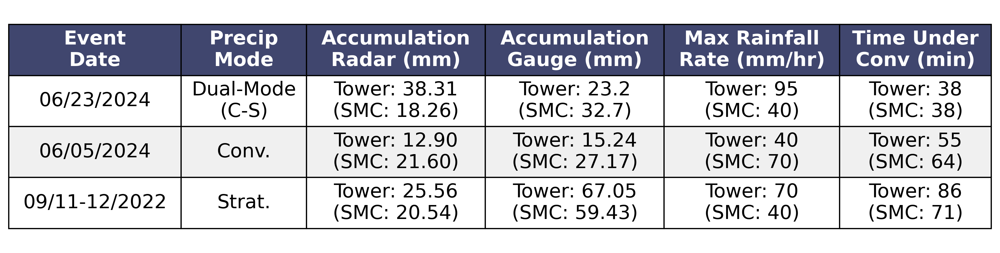 Event
Date
Precip
Mode
Accumulation
Radar (mm)
Accumulation
Gauge (mm)
Max Rainfall
Rate (mm/hr)
Time Under
Conv (min)
06/23/2024
Dual-Mode
(C-S)
Tower: 38.31
(SMC: 18.26)
Tower: 23.2
(SMC: 32.7)
Tower: 95
(SMC: 40)
Tower: 38
(SMC: 38)
06/05/2024
Conv.
Tower: 12.90
(SMC: 21.60)
Tower: 15.24
(SMC: 27.17)
Tower: 40
(SMC: 70)
Tower: 55
(SMC: 64)
09/11-12/2022
Strat.
Tower: 25.56
(SMC: 20.54)
Tower: 67.05
(SMC: 59.43)
Tower: 70
(SMC: 40)
Tower: 86
(SMC: 71)